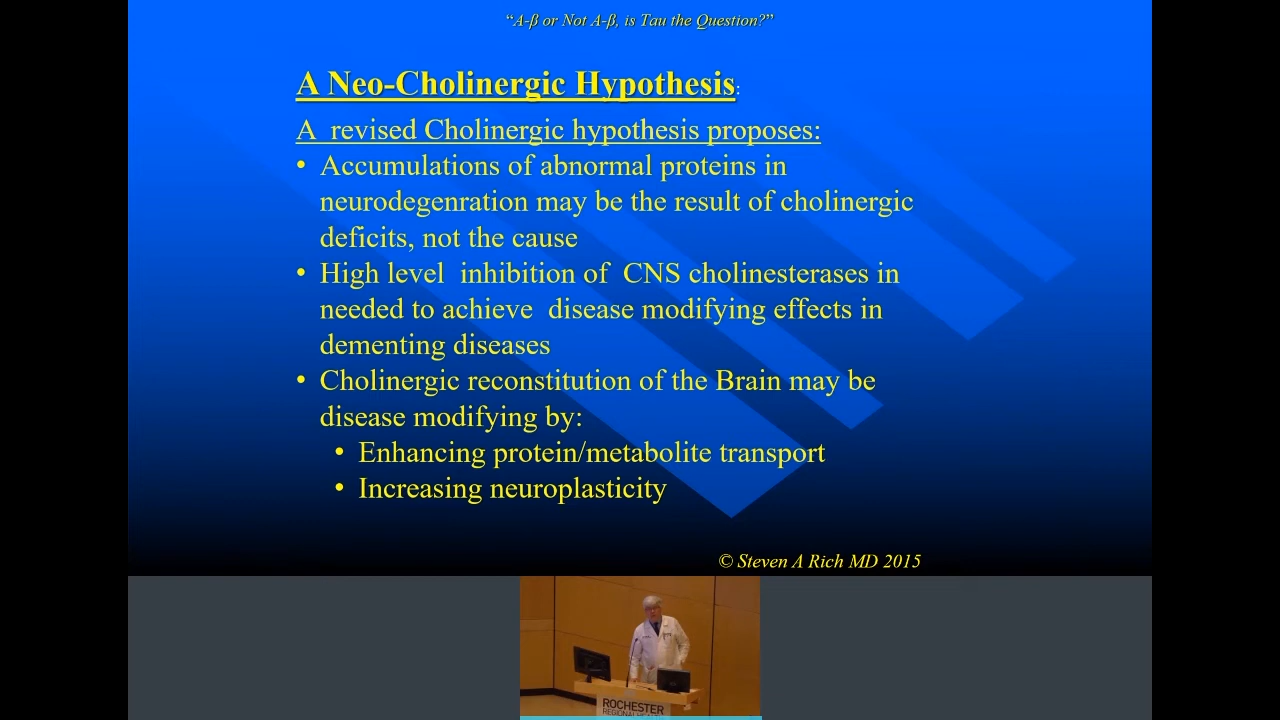 “A-β or Not A-β, is Tau the Question?”
A Neo-Cholinergic Hypothesis:
A revised Cholinergic hypothesis proposes:
• Accumulations of abnormal proteins in
neurodegenration may be the result of cholinergic
deficits, not the cause
• High level inhibition of CNS cholinesterases in
needed to achieve disease modifying effects in
dementing diseases
• Cholinergic reconstitution of the Brain may be
disease modifying by:
• Enhancing protein/metabolite transport
• Increasing neuroplasticity
© Steven A Rich MD 2015
ROCHESTER
REGIONAL HEALTH